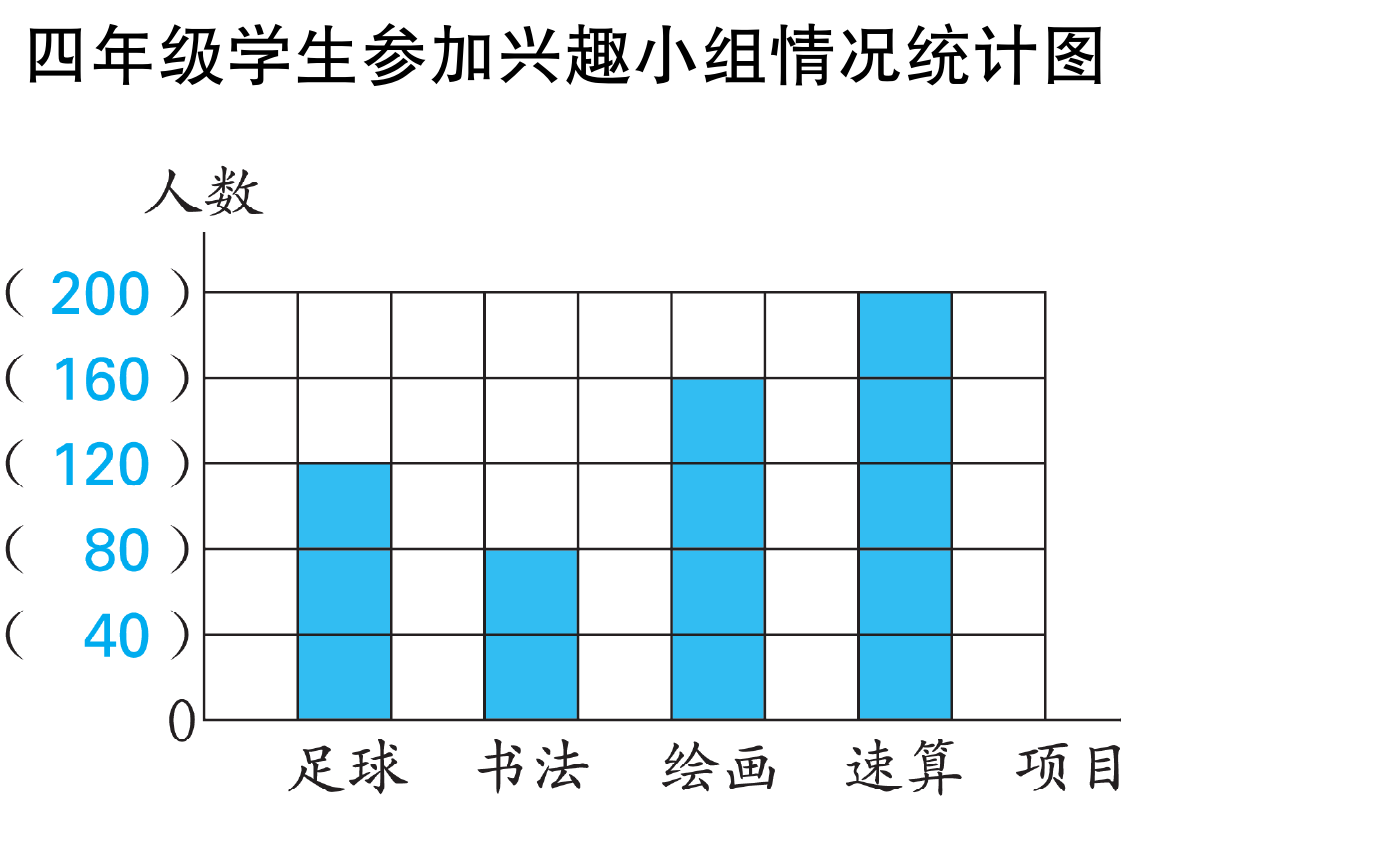 四年级学生参加兴趣小组情况统计图
人数
（ 200 ）
（ 160 ）
（ 120 ）
（ 80 ）
（ 40 ）
0
足球 书法 绘画 速算 项目